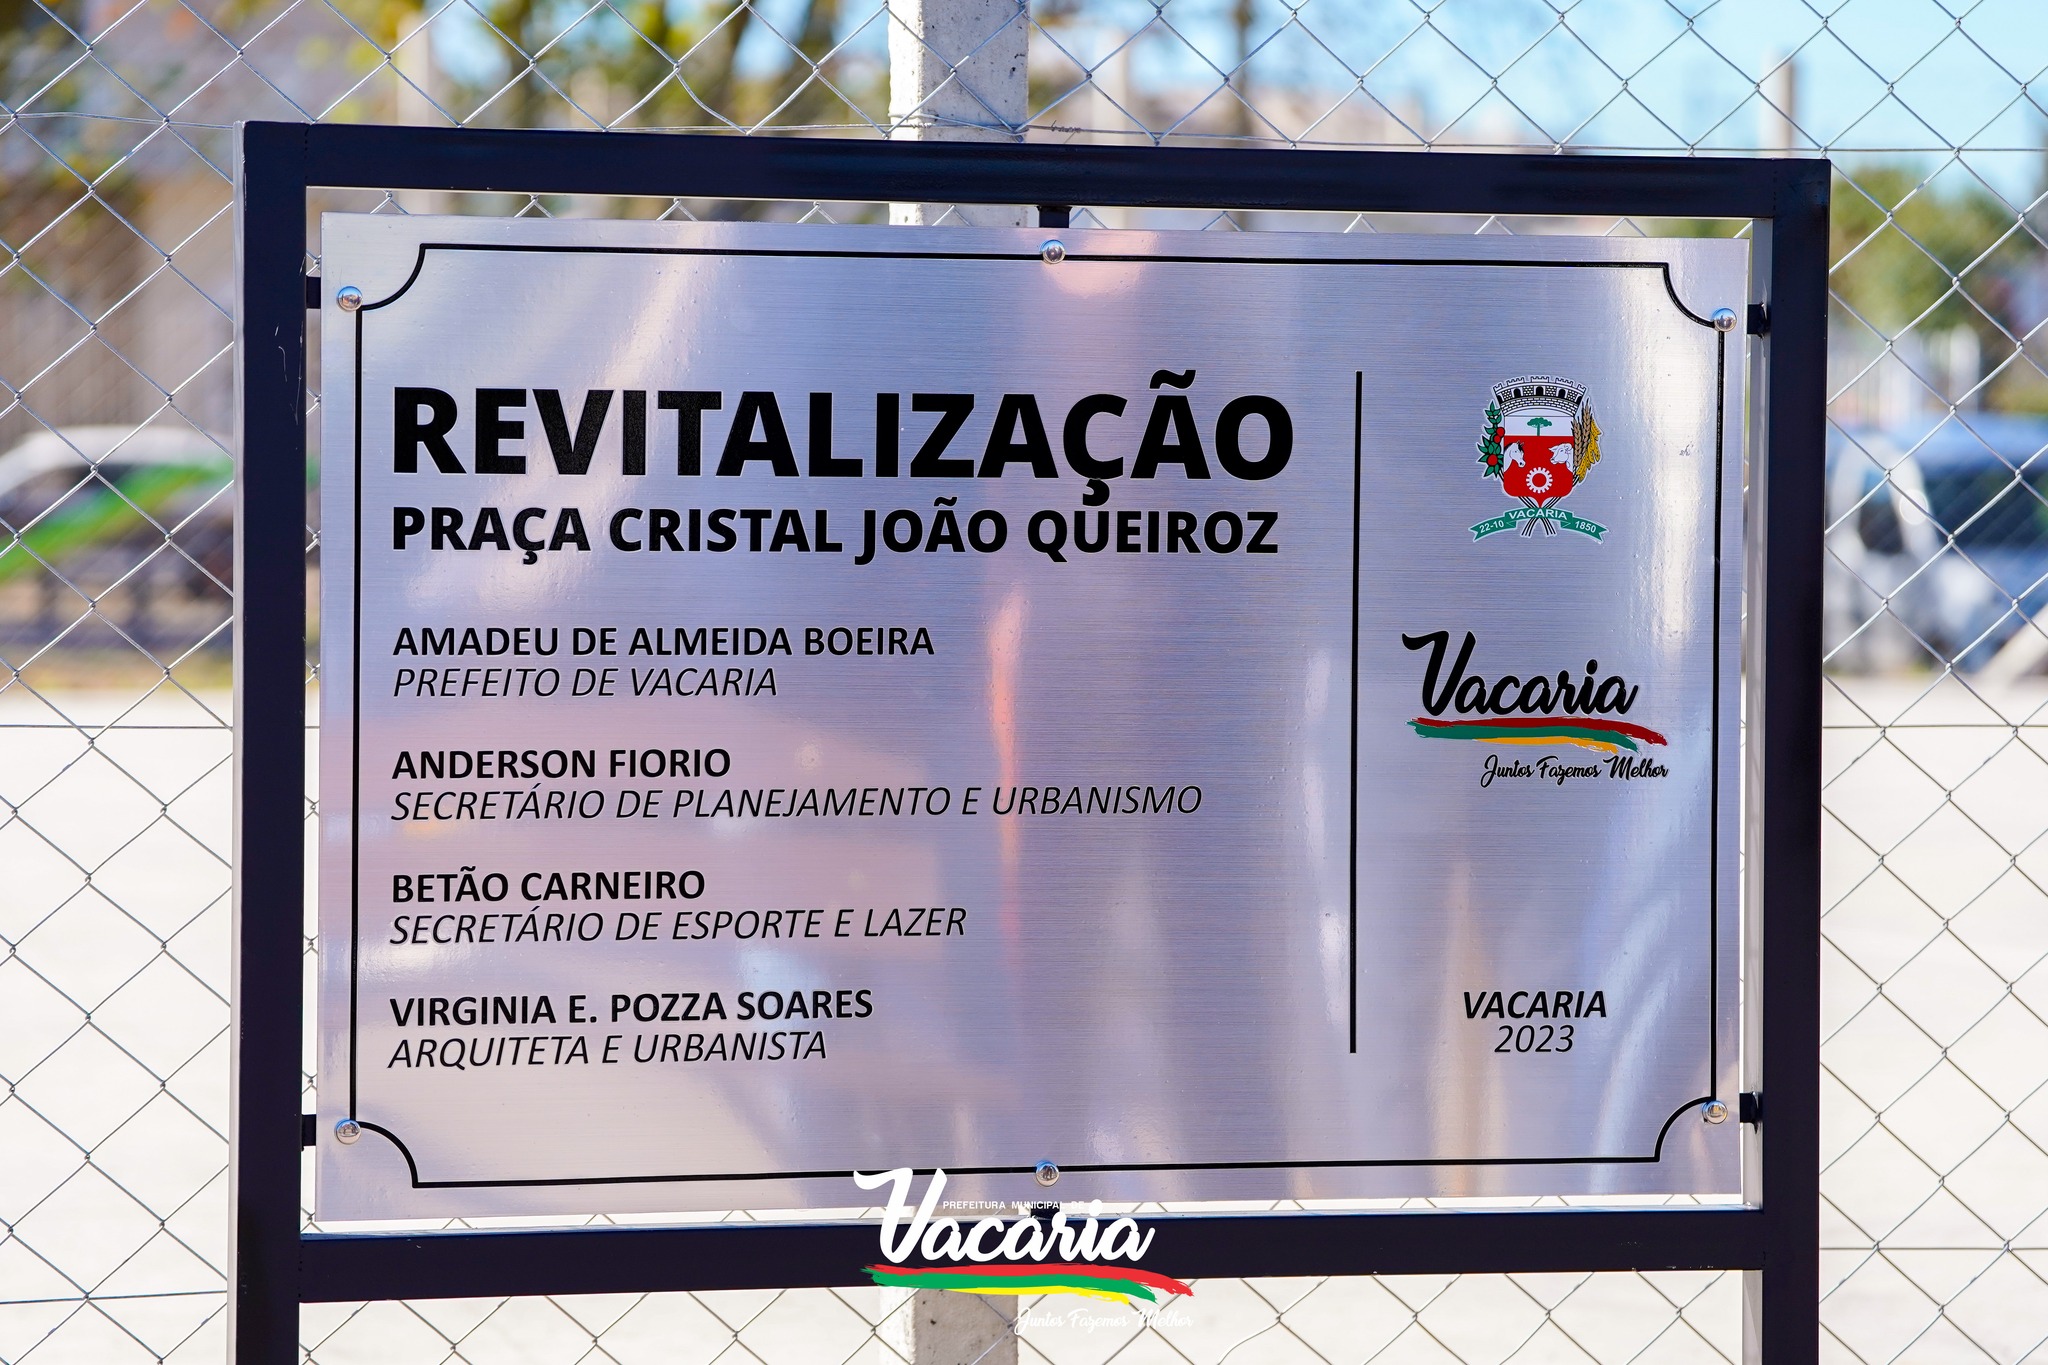 REVITALIZAÇÃO
PRAÇA CRISTAL JOÃO QUEIROZ
AMADEU DE ALMEIDA BOEIRA
PREFEITO DE VACARIA
ANDERSON FIORIO
SECRETÁRIO DE PLANEJAMENTO E URBANISMO
BETÃO CARNEIRO
SECRETÁRIO DE ESPORTE E LAZER
VIRGINIA E. POZZA SOARES
ARQUITETA E URBANISTA
22-10 VACARIA 1850
Vacaria
Juntos Fazemos Melhor
VACARIA
2023
PREFEITURA MUNICIPAL DE
Vacaria
Juntos Fazemos Melhor